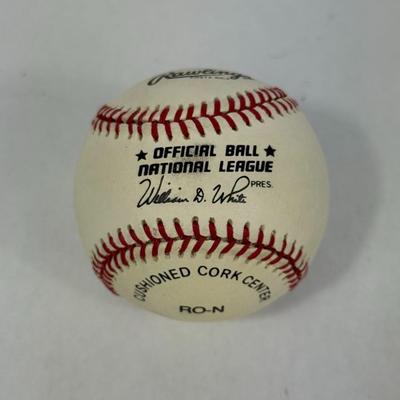 Rawlings
★ OFFICIAL BALL ★
NATIONAL LEAGUE
William D. White PRES.
CUSHIONED CORK CENTER
RO-N